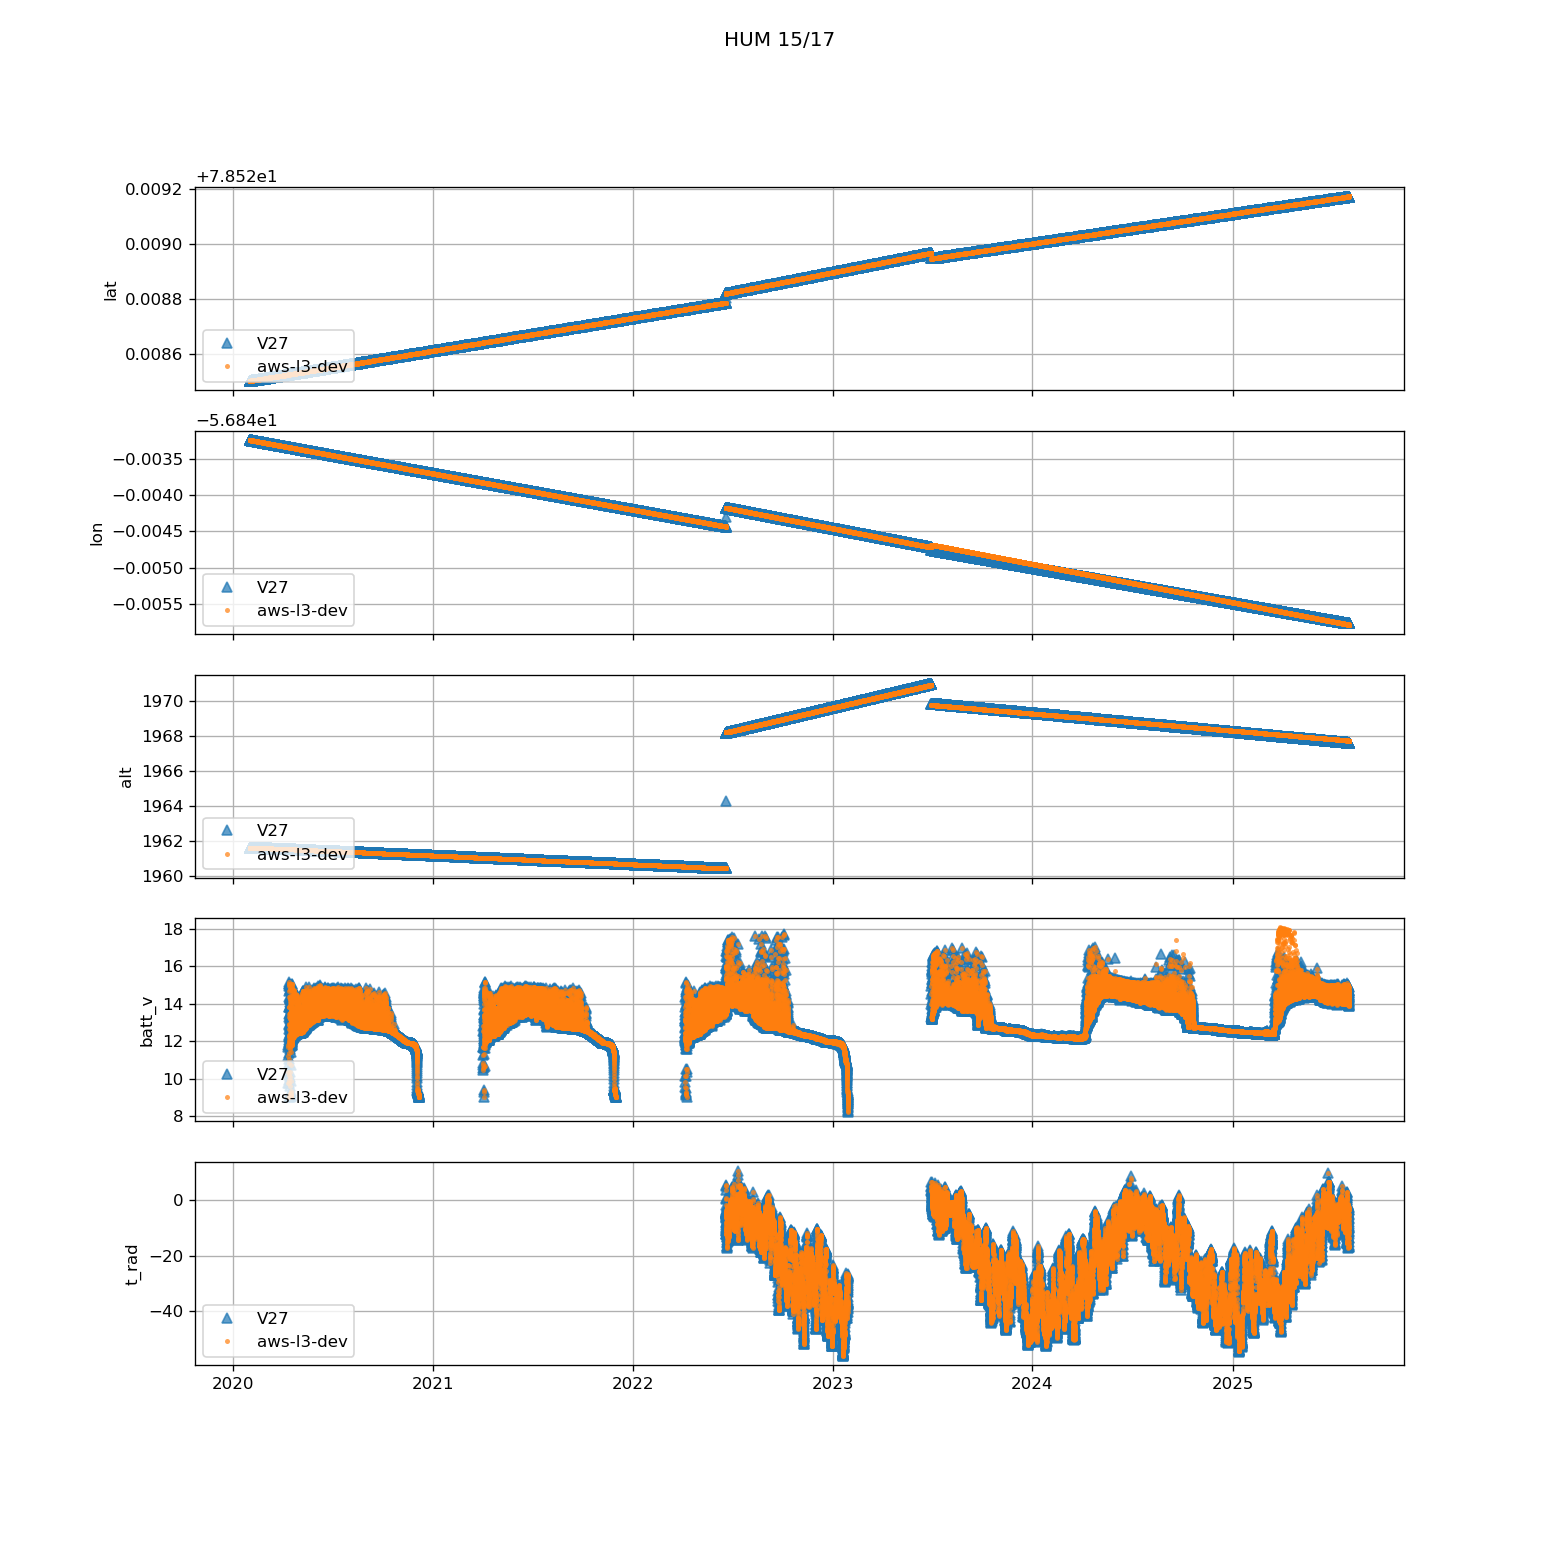 HUM 15/17
+7.852e1
0.0092
0.0090
0.0088
0.0086
lat
V27
aws-l3-dev
−5.684e1
−0.0035
−0.0040
−0.0045
−0.0050
−0.0055
lon
V27
aws-l3-dev
1970
1968
1966
1964
1962
1960
alt
V27
aws-l3-dev
18
16
14
12
10
8
batt_v
V27
aws-l3-dev
0
−20
−40
t_rad
V27
aws-l3-dev
2020 2021 2022 2023 2024 2025